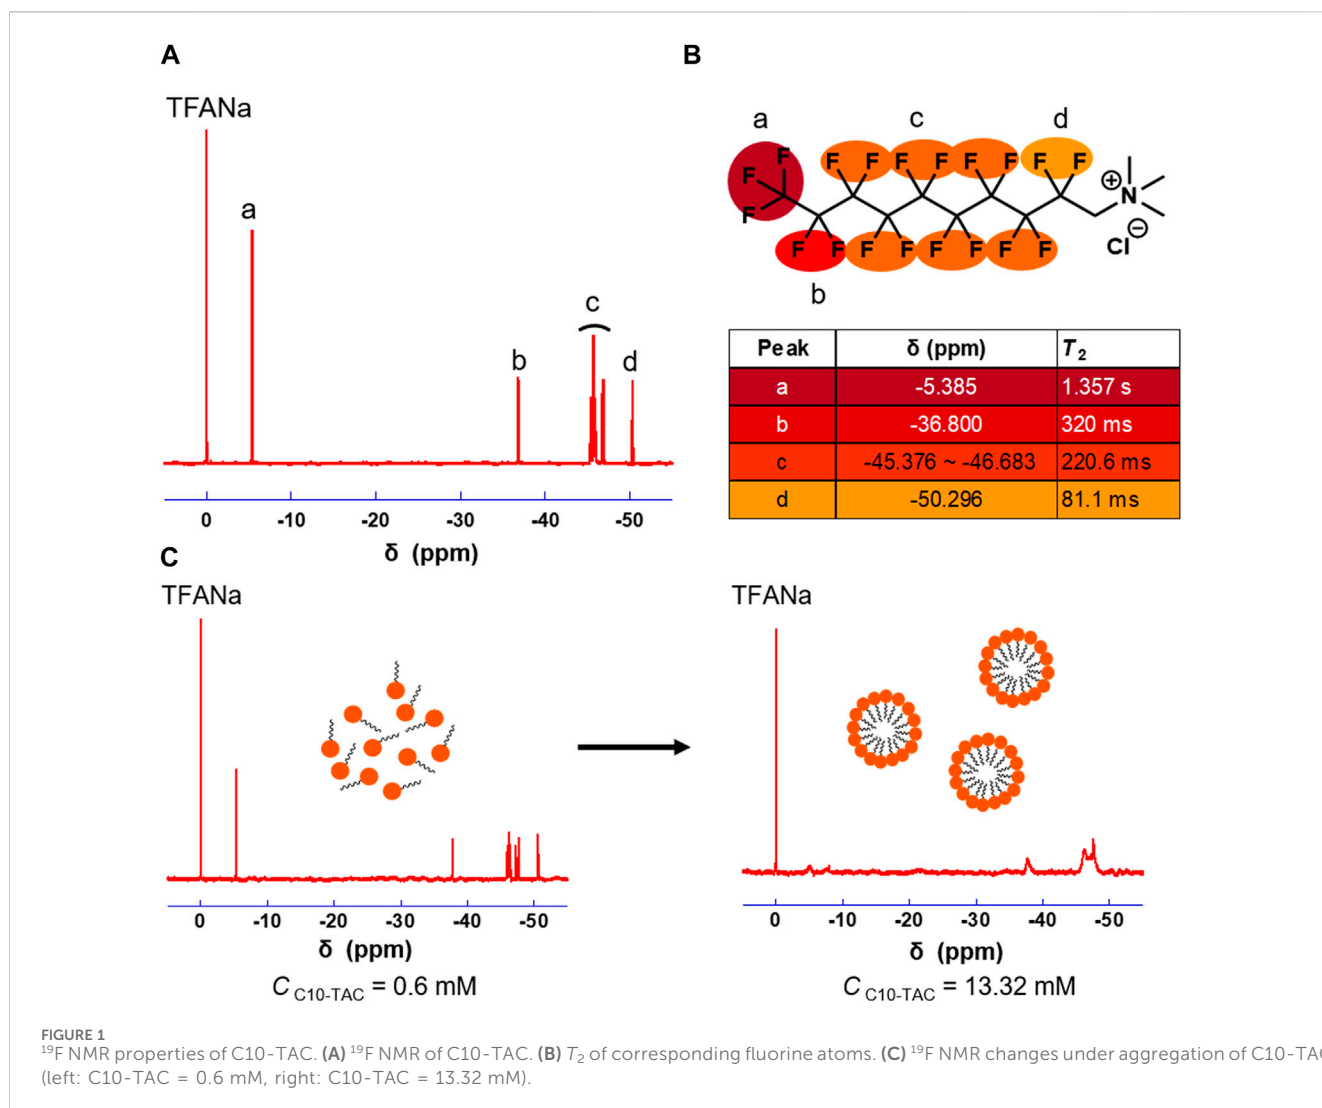 A
TFANa
a
b
c
d
0 -10 -20 -30 -40 -50
δ (ppm)
B
a c d
F F F F F F F F F
F
F F F F F F F F F
N ⊕
Cl ⊖
b
Peak δ (ppm) T2
a -5.385 1.357 s
b -36.800 320 ms
c -45.376 ~ -46.683 220.6 ms
d -50.296 81.1 ms
C
TFANa
0 -10 -20 -30 -40 -50
δ (ppm)
C C10-TAC = 0.6 mM
TFANa
0 -10 -20 -30 -40 -50
δ (ppm)
C C10-TAC = 13.32 mM
FIGURE 1
19F NMR properties of C10-TAC. (A) 19F NMR of C10-TAC. (B) T2 of corresponding fluorine atoms. (C) 19F NMR changes under aggregation of C10-TAC
(left: C10-TAC = 0.6 mM, right: C10-TAC = 13.32 mM).